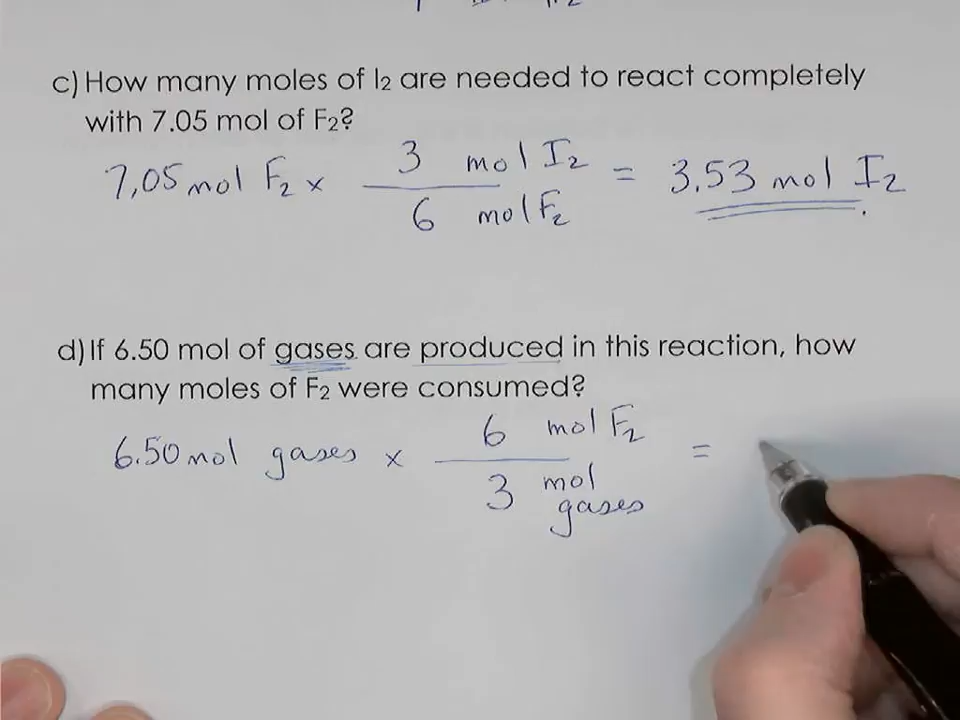 c) How many moles of I₂ are needed to react completely
with 7.05 mol of F₂?
7,05 mol F₂ × 3 mol I₂ = 3.53 mol I₂
6 mol F₂
d) If 6.50 mol of gases are produced in this reaction, how
many moles of F₂ were consumed?
6.50 mol gases × 6 mol F₂ =
3 mol
gases